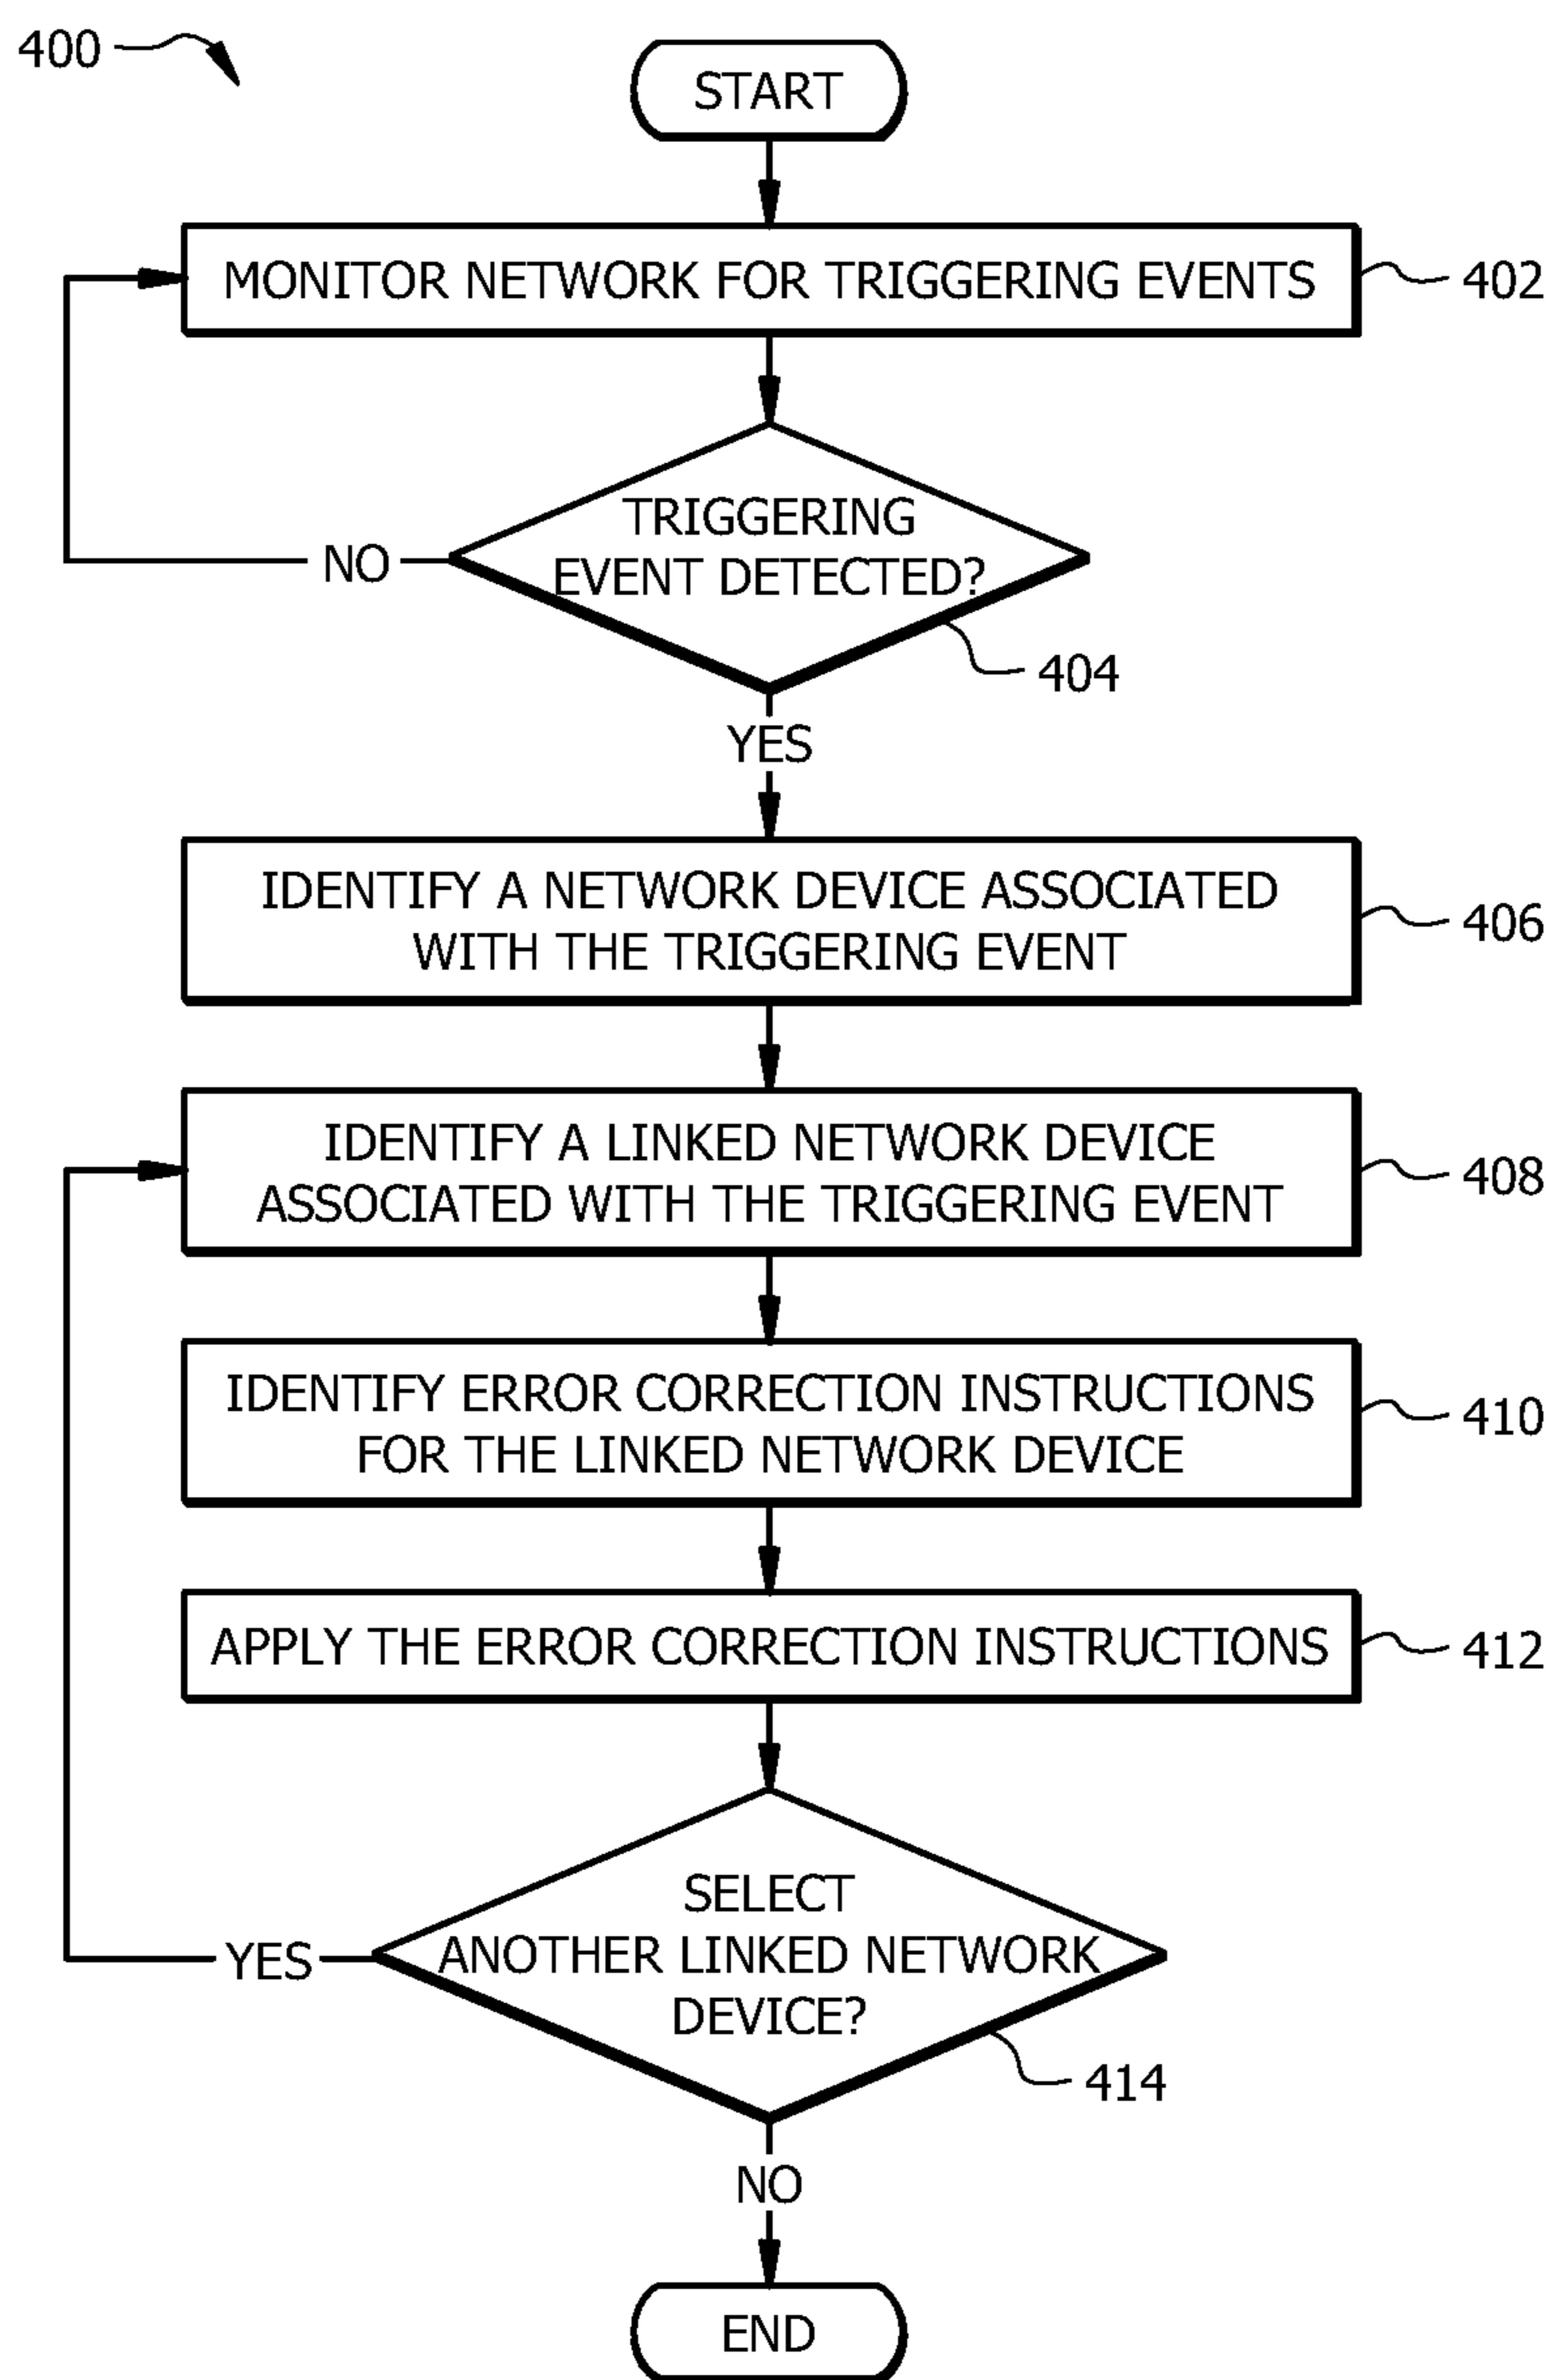 400
START
MONITOR NETWORK FOR TRIGGERING EVENTS
402
TRIGGERING
EVENT DETECTED?
NO
404
YES
IDENTIFY A NETWORK DEVICE ASSOCIATED
WITH THE TRIGGERING EVENT
406
IDENTIFY A LINKED NETWORK DEVICE
ASSOCIATED WITH THE TRIGGERING EVENT
408
IDENTIFY ERROR CORRECTION INSTRUCTIONS
FOR THE LINKED NETWORK DEVICE
410
APPLY THE ERROR CORRECTION INSTRUCTIONS
412
SELECT
ANOTHER LINKED NETWORK
DEVICE?
YES
414
NO
END